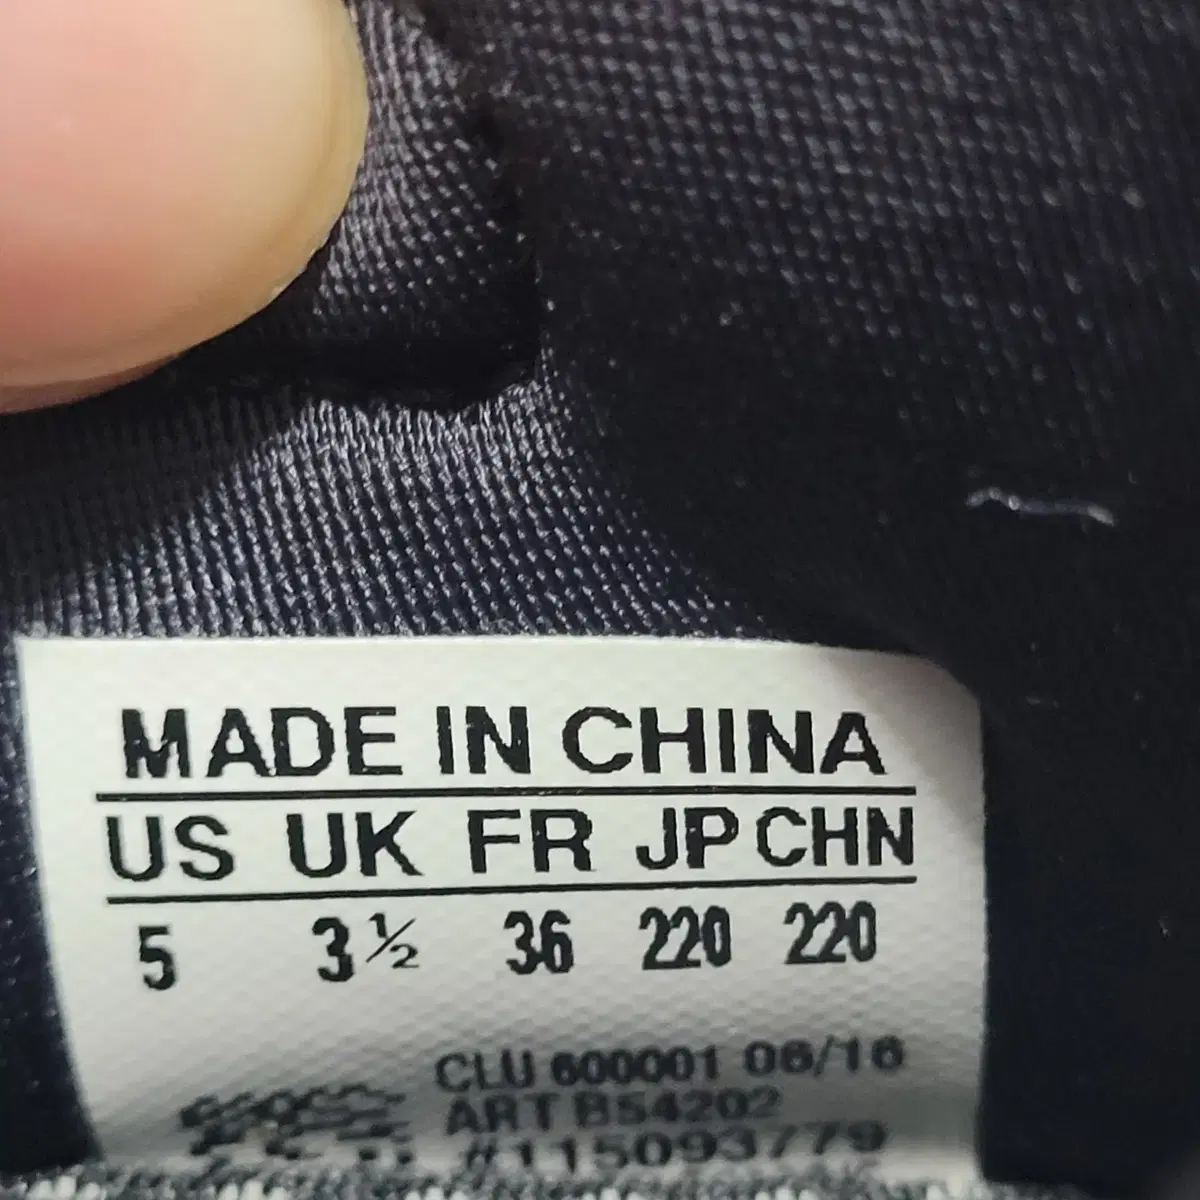 MADE IN CHINA
US UK FR JP CHN
5 3½ 36 220 220
CLU 600001 06/16
ART B54202
#115093779